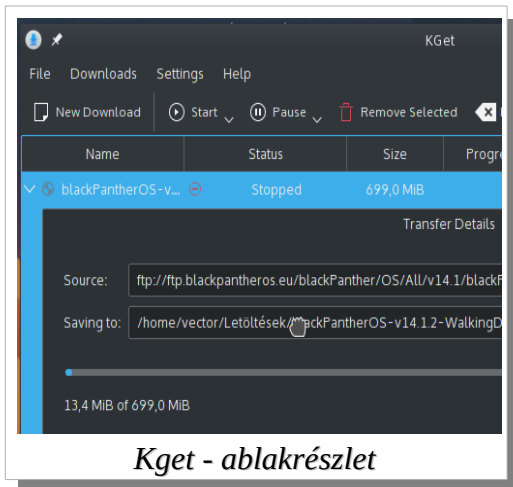 KGet
File Downloads Settings Help
New Download Start Pause Remove Selected
Name Status Size Progre
blackPantherOS-v... Stopped 699,0 MiB
Transfer Details
Source: ftp://ftp.blackpantheros.eu/blackPanther/OS/All/v14.1/blackP
Saving to: /home/vector/Letöltések/blackPantherOS-v14.1.2-WalkingD
13,4 MiB of 699,0 MiB
Kget - ablakrészlet